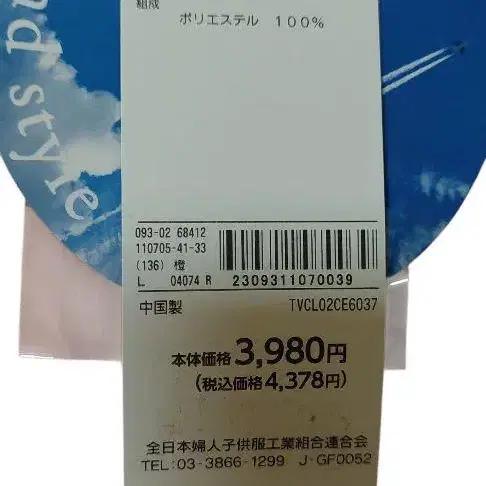 組成
ポリエステル 100%
nd style
093-02 68412
110705-41-33
(136) 橙
L 04074 R
2309311070039
中国製 TVCL02CE6037
本体価格3,980円
(税込価格4,378円)
全日本婦人子供服工業組合連合会
TEL:03-3866-1299 J-GF0052